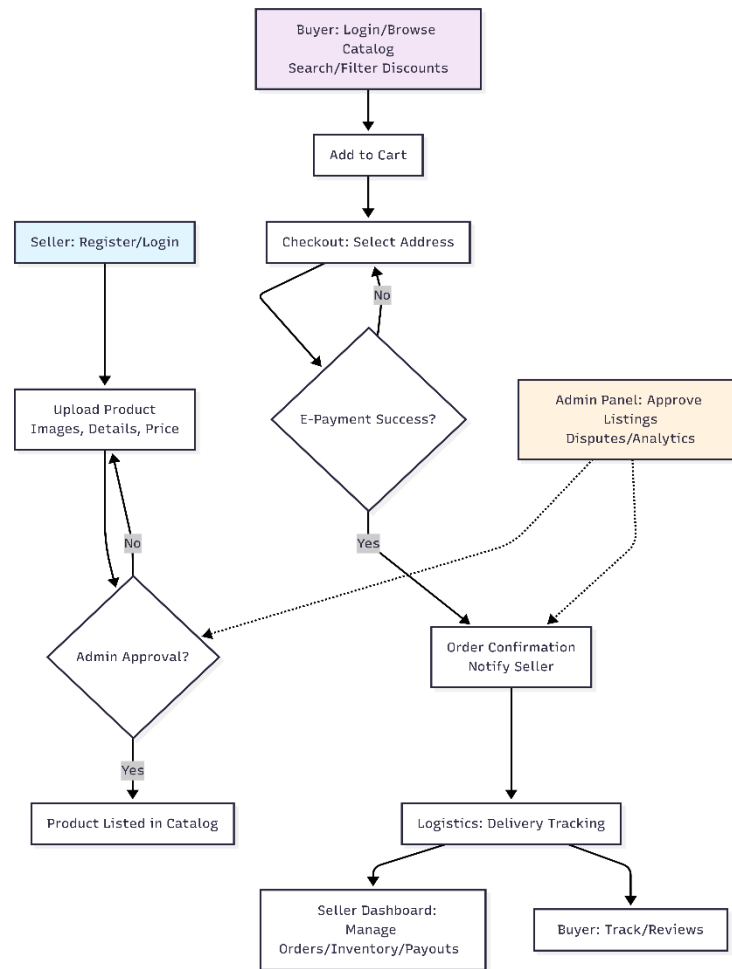 Buyer: Login/Browse
Catalog
Search/Filter Discounts
Add to Cart
Seller: Register/Login
Checkout: Select Address
No
Upload Product
Images, Details, Price
E-Payment Success?
Admin Panel: Approve
Listings
Disputes/Analytics
No
Yes
Admin Approval?
Order Confirmation
Notify Seller
Yes
Product Listed in Catalog
Logistics: Delivery Tracking
Seller Dashboard:
Manage
Orders/Inventory/Payouts
Buyer: Track/Reviews